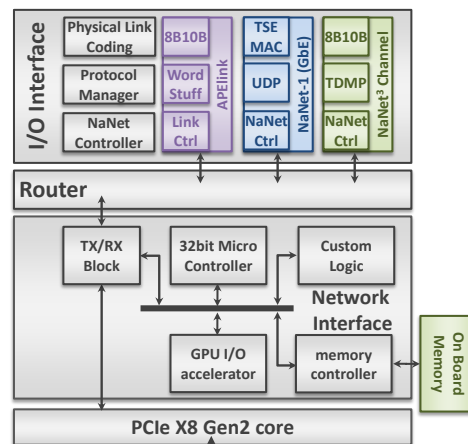 I/O Interface
Physical Link
Coding
Protocol
Manager
NaNet
Controller
8B10B
Word
Stuff
Link
Ctrl
APElink
TSE
MAC
UDP
NaNet
Ctrl
NaNet-1 (GbE)
8B10B
TDMP
NaNet
Ctrl
NaNet³ Channel
Router
TX/RX
Block
32bit Micro
Controller
Custom
Logic
Network
Interface
GPU I/O
accelerator
memory
controller
On Board
Memory
PCIe X8 Gen2 core